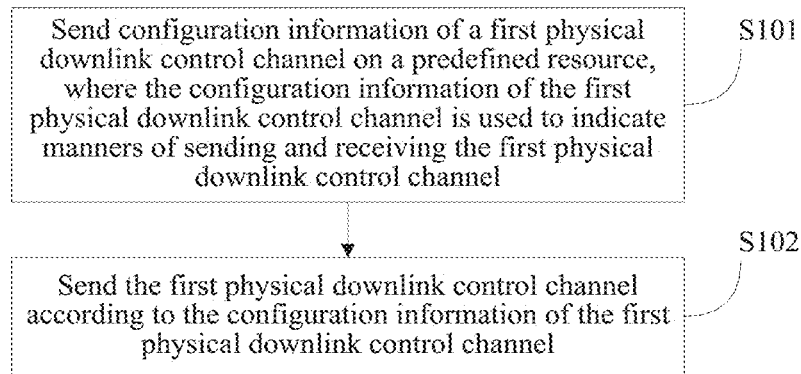 Send configuration information of a first physical
downlink control channel on a predefined resource,
where the configuration information of the first
physical downlink control channel is used to indicate
manners of sending and receiving the first physical
downlink control channel
S101
Send the first physical downlink control channel
according to the configuration information of the first
physical downlink control channel
S102